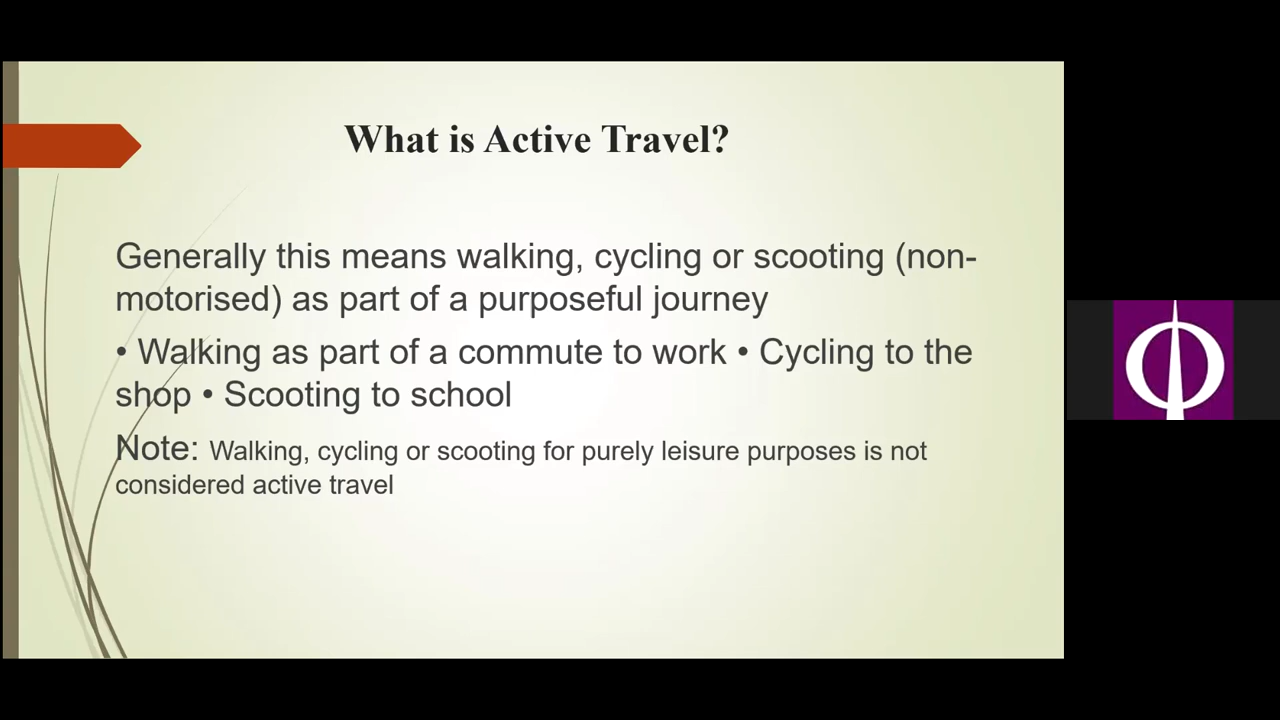 What is Active Travel?
Generally this means walking, cycling or scooting (non-
motorised) as part of a purposeful journey
• Walking as part of a commute to work • Cycling to the
shop • Scooting to school
Note: Walking, cycling or scooting for purely leisure purposes is not
considered active travel